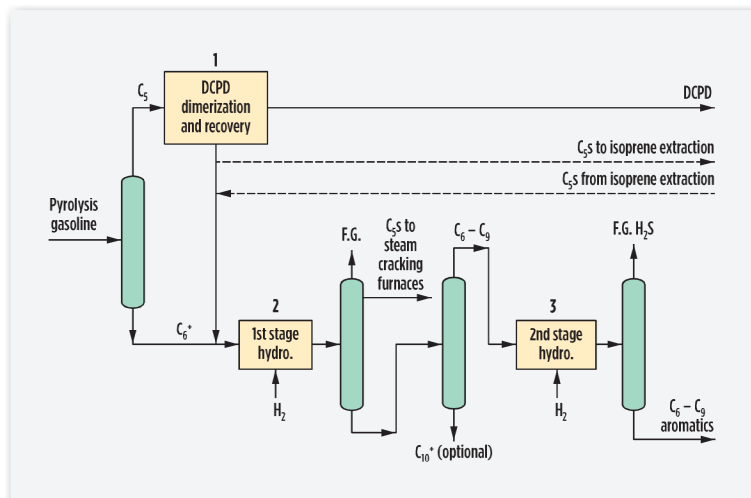 1
C₅
DCPD
dimerization
and recovery
DCPD
C₅s to isoprene extraction
C₅s from isoprene extraction
Pyrolysis
gasoline
F.G.
C₅s to
steam
cracking
furnaces
C₆ – C₉
F.G. H₂S
C₆⁺
2
1st stage
hydro.
H₂
3
2nd stage
hydro.
H₂
C₁₀⁺ (optional)
C₆ – C₉
aromatics